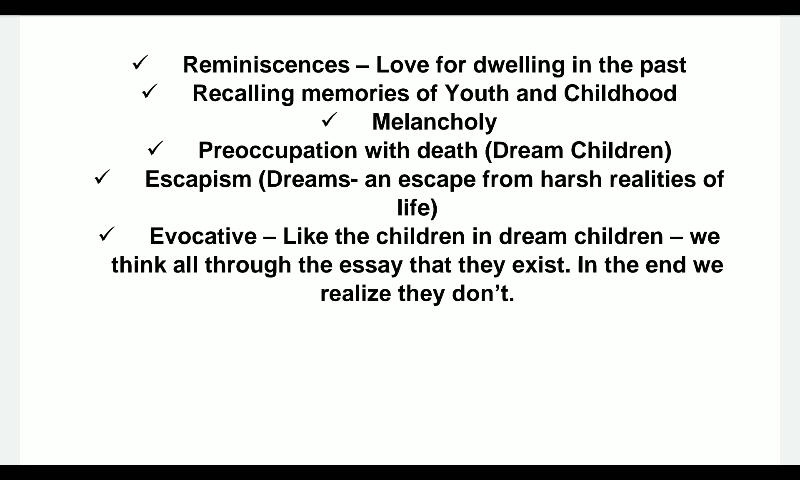 ✓ Reminiscences – Love for dwelling in the past
✓ Recalling memories of Youth and Childhood
✓ Melancholy
✓ Preoccupation with death (Dream Children)
✓ Escapism (Dreams- an escape from harsh realities of
life)
✓ Evocative – Like the children in dream children – we
think all through the essay that they exist. In the end we
realize they don’t.